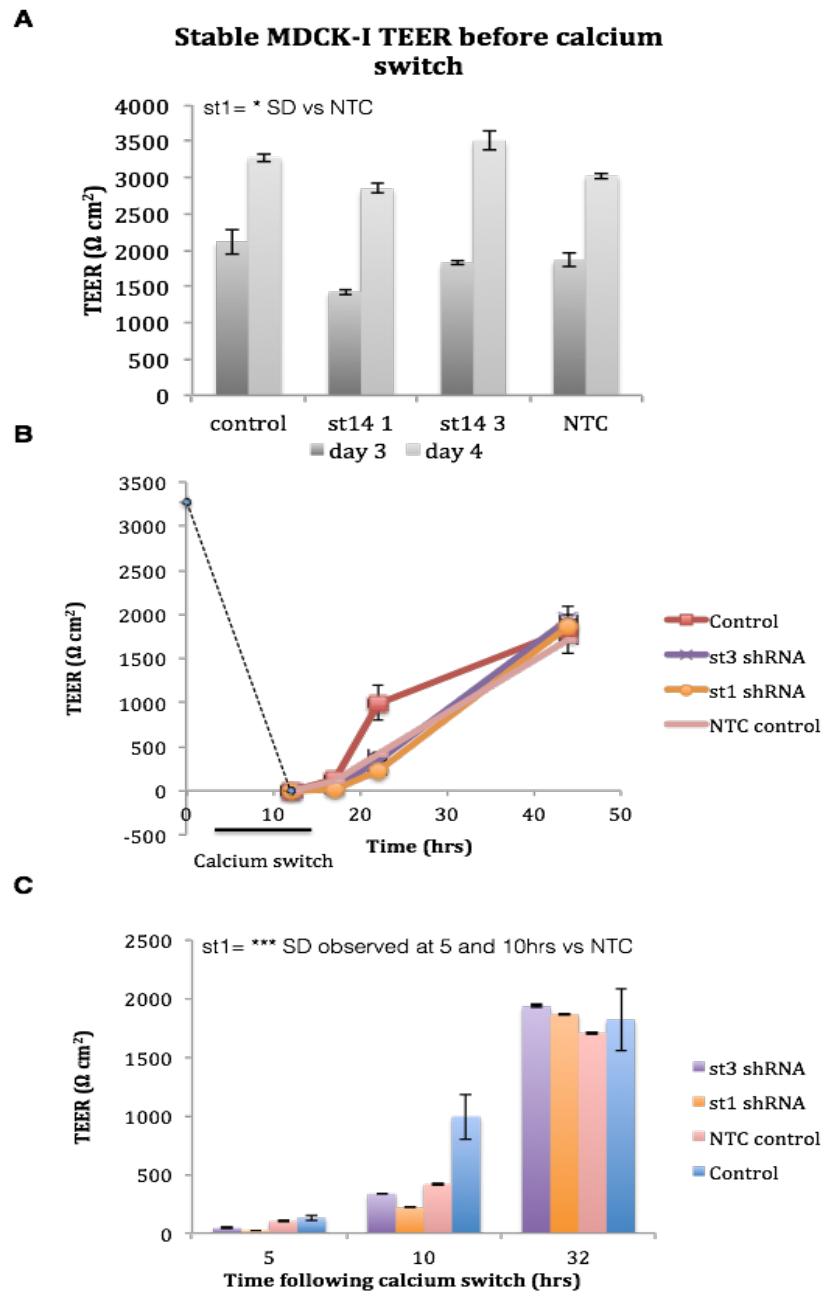 A
Stable MDCK-I TEER before calcium
switch
st1= * SD vs NTC
4000
3500
3000
2500
2000
1500
1000
500
0
TEER (Ω cm²)
control st14 1 st14 3 NTC
day 3 day 4
B
3500
3000
2500
2000
1500
1000
500
0
-500
TEER (Ω cm²)
0 10 20 30 40 50
Time (hrs)
Calcium switch
Control
st3 shRNA
st1 shRNA
NTC control
C
st1= *** SD observed at 5 and 10hrs vs NTC
2500
2000
1500
1000
500
0
TEER (Ω cm²)
5 10 32
Time following calcium switch (hrs)
st3 shRNA
st1 shRNA
NTC control
Control